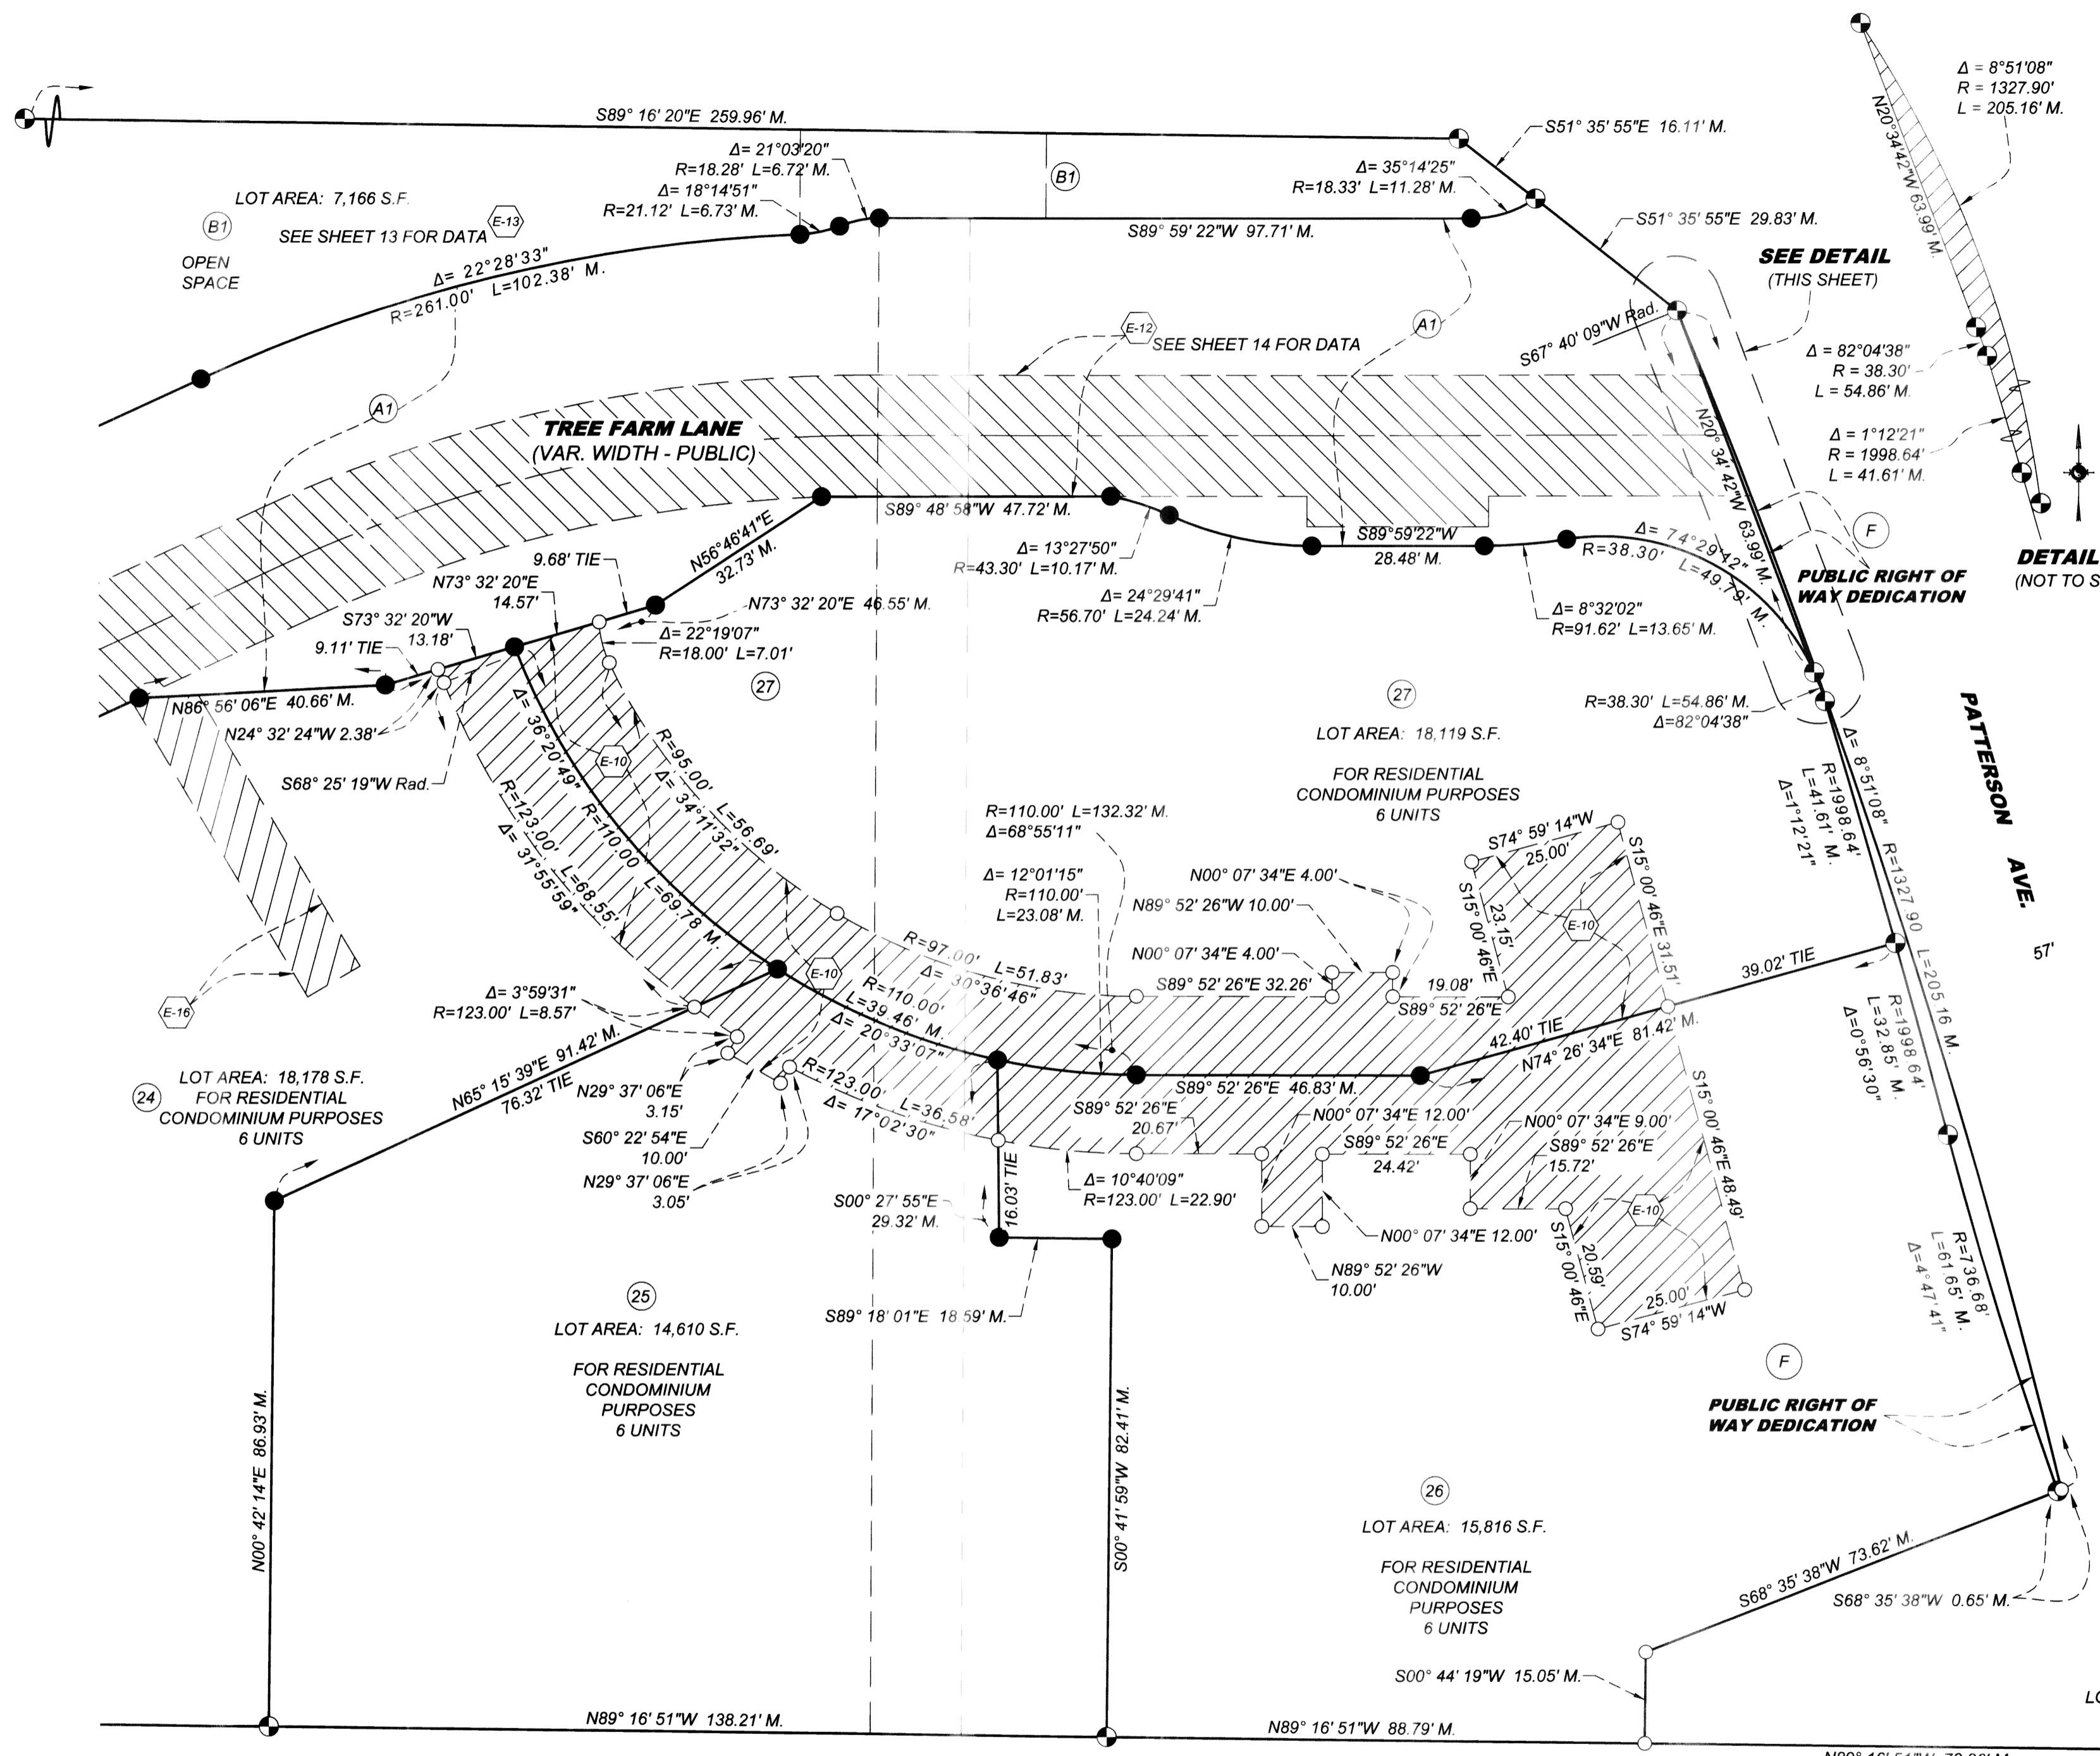 S89° 16' 20"E 259.96' M.
S51° 35' 55"E 16.11' M.
Δ = 8°51'08"
R = 1327.90'
L = 205.16' M.
N20°34'42"W 63.99' M.
Δ= 21°03'20"
R=18.28' L=6.72' M.
Δ= 18°14'51"
R=21.12' L=6.73' M.
B1
Δ= 35°14'25"
R=18.33' L=11.28' M.
LOT AREA: 7,166 S.F.
B1
E-13
SEE SHEET 13 FOR DATA
OPEN
SPACE
S89° 59' 22"W 97.71' M.
S51° 35' 55"E 29.83' M.
SEE DETAIL
(THIS SHEET)
Δ= 22°28'33"
R=261.00' L=102.38' M.
E-12
SEE SHEET 14 FOR DATA
A1
S67° 40' 09"W Rad.
Δ = 82°04'38"
R = 38.30'
L = 54.86' M.
A1
TREE FARM LANE
(VAR. WIDTH - PUBLIC)
N20° 34' 42"W 63.99' M.
Δ = 1°12'21"
R = 1998.64'
L = 41.61' M.
S89° 48' 58"W 47.72' M.
F
DETAIL
(NOT TO S
N56°46'41"E
32.73' M.
Δ= 13°27'50"
R=43.30' L=10.17' M.
S89°59'22"W
28.48' M.
Δ= 74°29'42"
R=38.30' L=49.79' M.
PUBLIC RIGHT OF
WAY DEDICATION
9.68' TIE
N73° 32' 20"E
14.57'
N73° 32' 20"E 46.55' M.
Δ= 24°29'41"
R=56.70' L=24.24' M.
Δ= 8°32'02"
R=91.62' L=13.65' M.
S73° 32' 20"W
13.18'
9.11' TIE
Δ= 22°19'07"
R=18.00' L=7.01'
27
27
N86° 56' 06"E 40.66' M.
N24° 32' 24"W 2.38'
S68° 25' 19"W Rad.
R=38.30' L=54.86' M.
Δ=82°04'38"
LOT AREA: 18,119 S.F.
FOR RESIDENTIAL
CONDOMINIUM PURPOSES
6 UNITS
PATTERSON AVE.
57'
E-10
Δ= 36°20'49" R=110.00 L=69.78 M.
R=95.00' L=56.69'
Δ= 34°11'32"
R=123.00' L=68.55'
Δ= 31°55'59"
Δ= 8°51'08" R=1327.90 L=205.16 M.
R=1998.64'
L=41.61' M.
Δ=1°12'21"
R=110.00' L=132.32' M.
Δ=68°55'11"
Δ= 12°01'15"
R=110.00'
L=23.08' M.
N00° 07' 34"E 4.00'
N89° 52' 26"W 10.00'
N00° 07' 34"E 4.00'
S74° 59' 14"W
25.00'
S15° 00' 46"E
23.15'
S15° 00' 46"E 31.51'
E-10
39.02' TIE
R=97.00' L=51.83'
Δ= 30°36'46"
S89° 52' 26"E 32.26'
19.08'
S89° 52' 26"E
E-10
Δ= 3°59'31"
R=123.00' L=8.57'
R=110.00'
L=39.46' M.
Δ= 20°33'07"
42.40' TIE
N74° 26' 34"E 81.42' M.
R=1998.64'
L=32.85' M.
Δ=0°56'30"
E-16
24
LOT AREA: 18,178 S.F.
FOR RESIDENTIAL
CONDOMINIUM PURPOSES
6 UNITS
N65° 15' 39"E 91.42' M.
76.32' TIE
N29° 37' 06"E
3.15'
S60° 22' 54"E
10.00'
N29° 37' 06"E
3.05'
R=123.00' L=36.58'
Δ= 17°02'30"
S89° 52' 26"E 46.83' M.
S89° 52' 26"E
20.67'
N00° 07' 34"E 12.00'
S89° 52' 26"E
24.42'
N00° 07' 34"E 9.00'
S89° 52' 26"E
15.72'
S15° 00' 46"E 48.49'
Δ= 10°40'09"
R=123.00' L=22.90'
S00° 27' 55"E
29.32' M.
16.03' TIE
N00° 07' 34"E 12.00'
N89° 52' 26"W
10.00'
E-10
S15° 00' 46"E
20.59'
25.00'
S74° 59' 14"W
R=736.68'
L=61.65' M.
Δ=4°47'41"
S89° 18' 01"E 18.59' M.
25
LOT AREA: 14,610 S.F.
FOR RESIDENTIAL
CONDOMINIUM
PURPOSES
6 UNITS
F
PUBLIC RIGHT OF
WAY DEDICATION
N00° 42' 14"E 86.93' M.
S00° 41' 59"W 82.41' M.
26
LOT AREA: 15,816 S.F.
FOR RESIDENTIAL
CONDOMINIUM
PURPOSES
6 UNITS
S68° 35' 38"W 73.62' M.
S68° 35' 38"W 0.65' M.
S00° 44' 19"W 15.05' M.
N89° 16' 51"W 138.21' M.
N89° 16' 51"W 88.79' M.